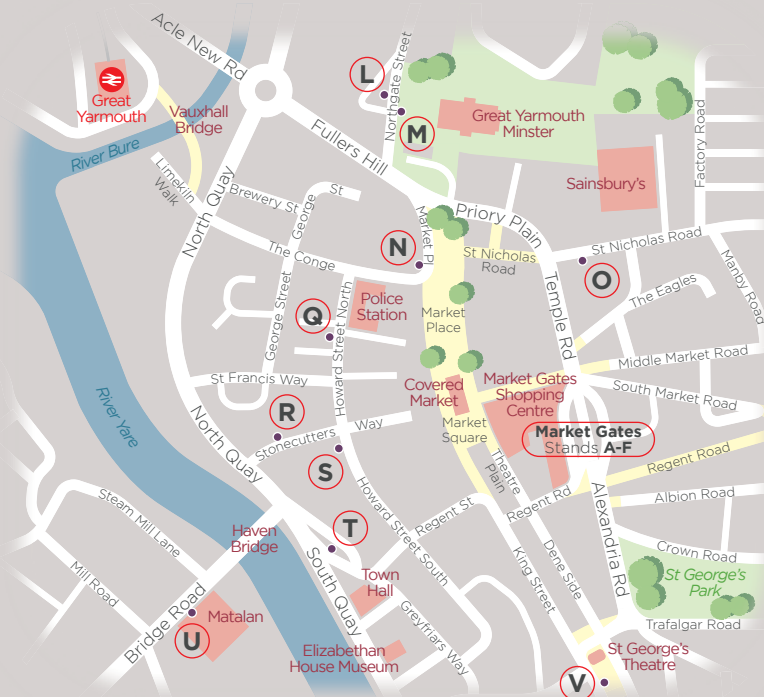 Acle New Rd
L
Northgate Street
Great
Yarmouth
Vauxhall
Bridge
M
Great Yarmouth
Minster
Fullers Hill
River Bure
Factory Road
Sainsbury's
Limekiln
Walk
Brewery St
George
St
North Quay
Market Pl
Priory Plain
N
The Conge
St Nicholas
Road
St Nicholas Road
O
Manby Road
The Eagles
Temple Rd
Police
Station
Q
George Street
Howard Street North
Market
Place
Middle Market Road
St Francis Way
Covered
Market
Market Gates
Shopping
Centre
South Market Road
River Yare
R
North Quay
Stonecutters Way
Market
Square
Market Gates
Stands A-F
S
Theatre
Plain
Regent Road
Steam Mill Lane
Howard Street South
Regent St
Regent Rd
Alexandria Rd
Albion Road
Haven
Bridge
T
King Street
Dene Side
Crown Road
Mill Road
South Quay
Town
Hall
St George's
Park
Bridge Road
Matalan
Greyfriars Way
Trafalgar Road
U
Elizabethan
House Museum
St George's
Theatre
V